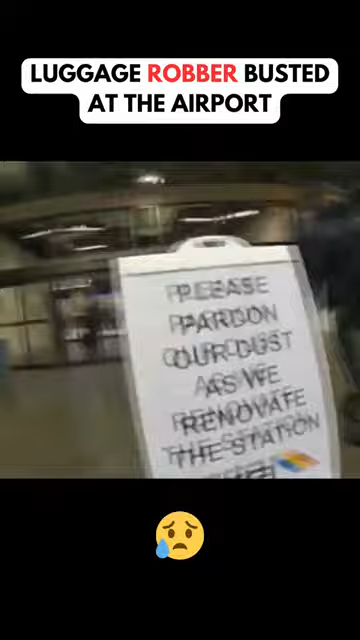 LUGGAGE ROBBER BUSTED
AT THE AIRPORT
PLEASE
PARDON
OUR DUST
AS WE
RENOVATE
THE STATION